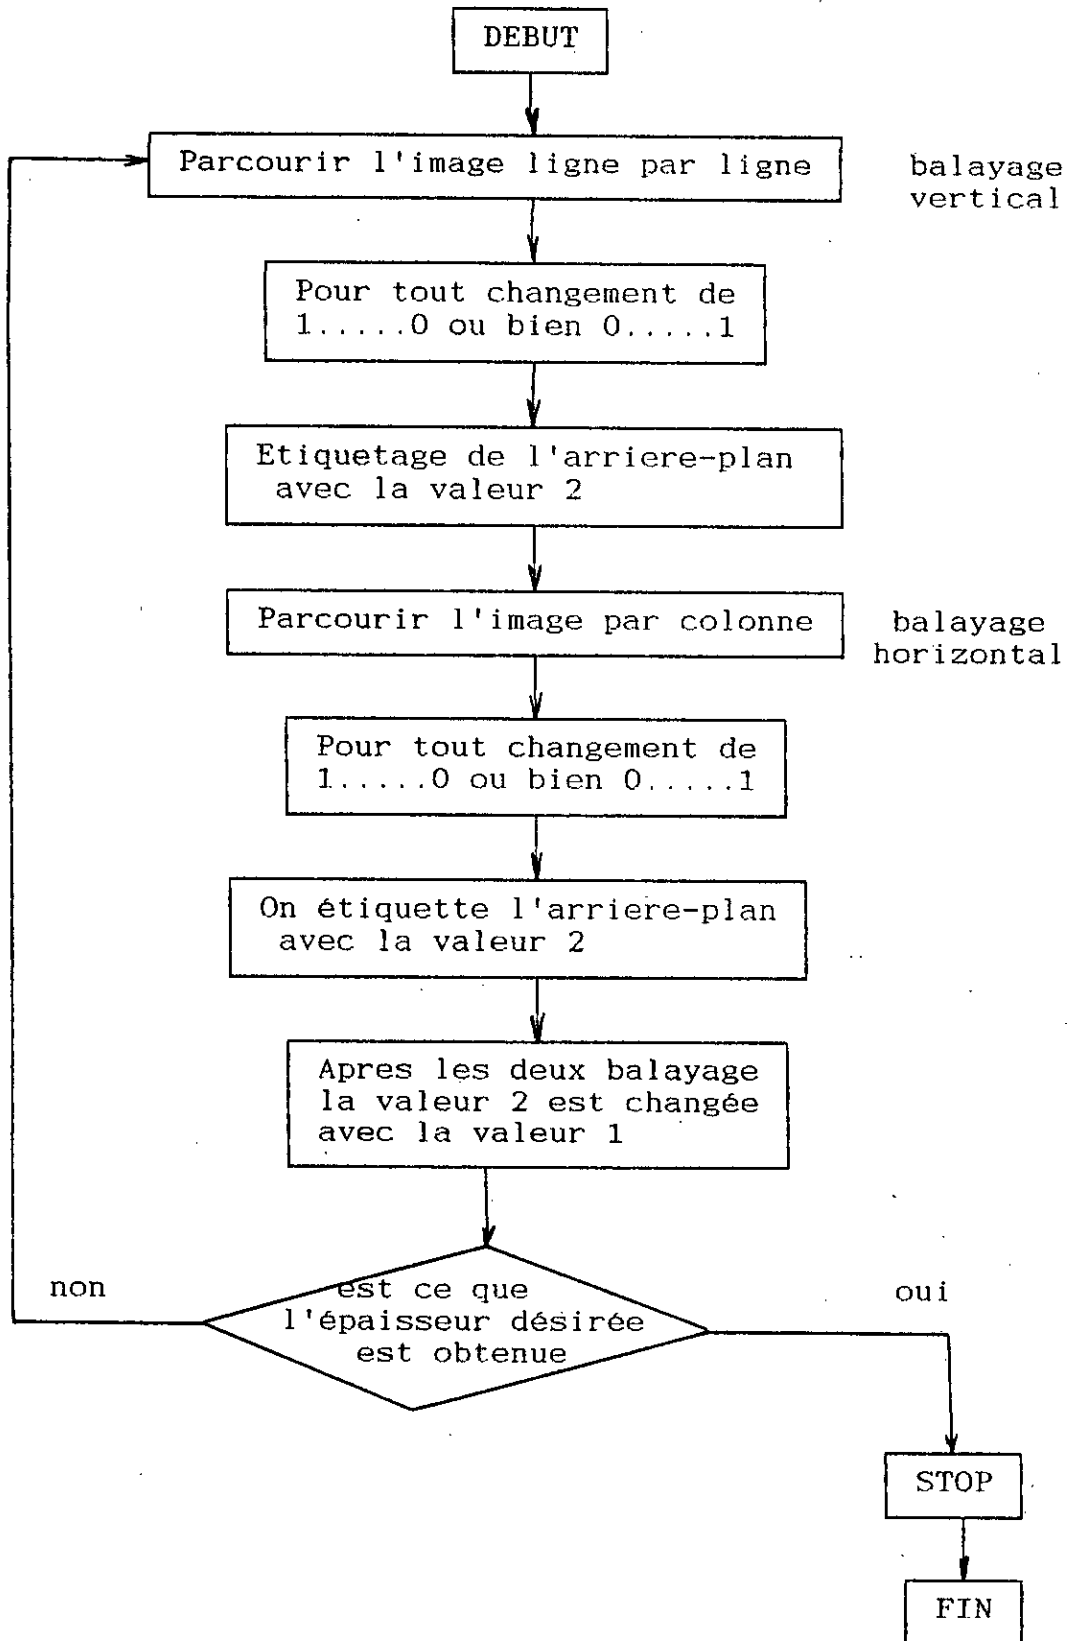 DEBUT
Parcourir l'image ligne par ligne
balayage
vertical
Pour tout changement de
1.....0 ou bien 0.....1
Etiquetage de l'arriere-plan
avec la valeur 2
Parcourir l'image par colonne
balayage
horizontal
Pour tout changement de
1.....0 ou bien 0.....1
On étiquette l'arriere-plan
avec la valeur 2
Apres les deux balayage
la valeur 2 est changée
avec la valeur 1
non
est ce que
l'épaisseur désirée
est obtenue
oui
STOP
FIN